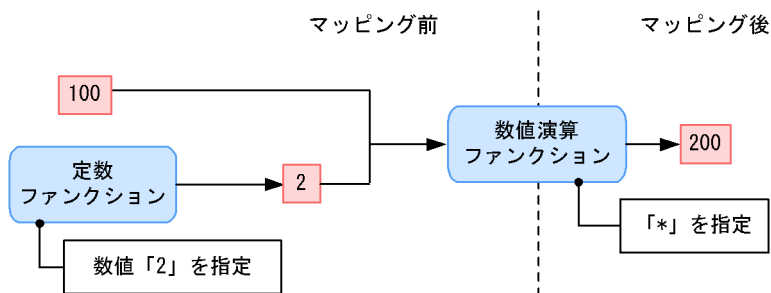 マッピング前
マッピング後
100
数値演算
ファンクション
200
定数
ファンクション
2
「*」を指定
数値「2」を指定